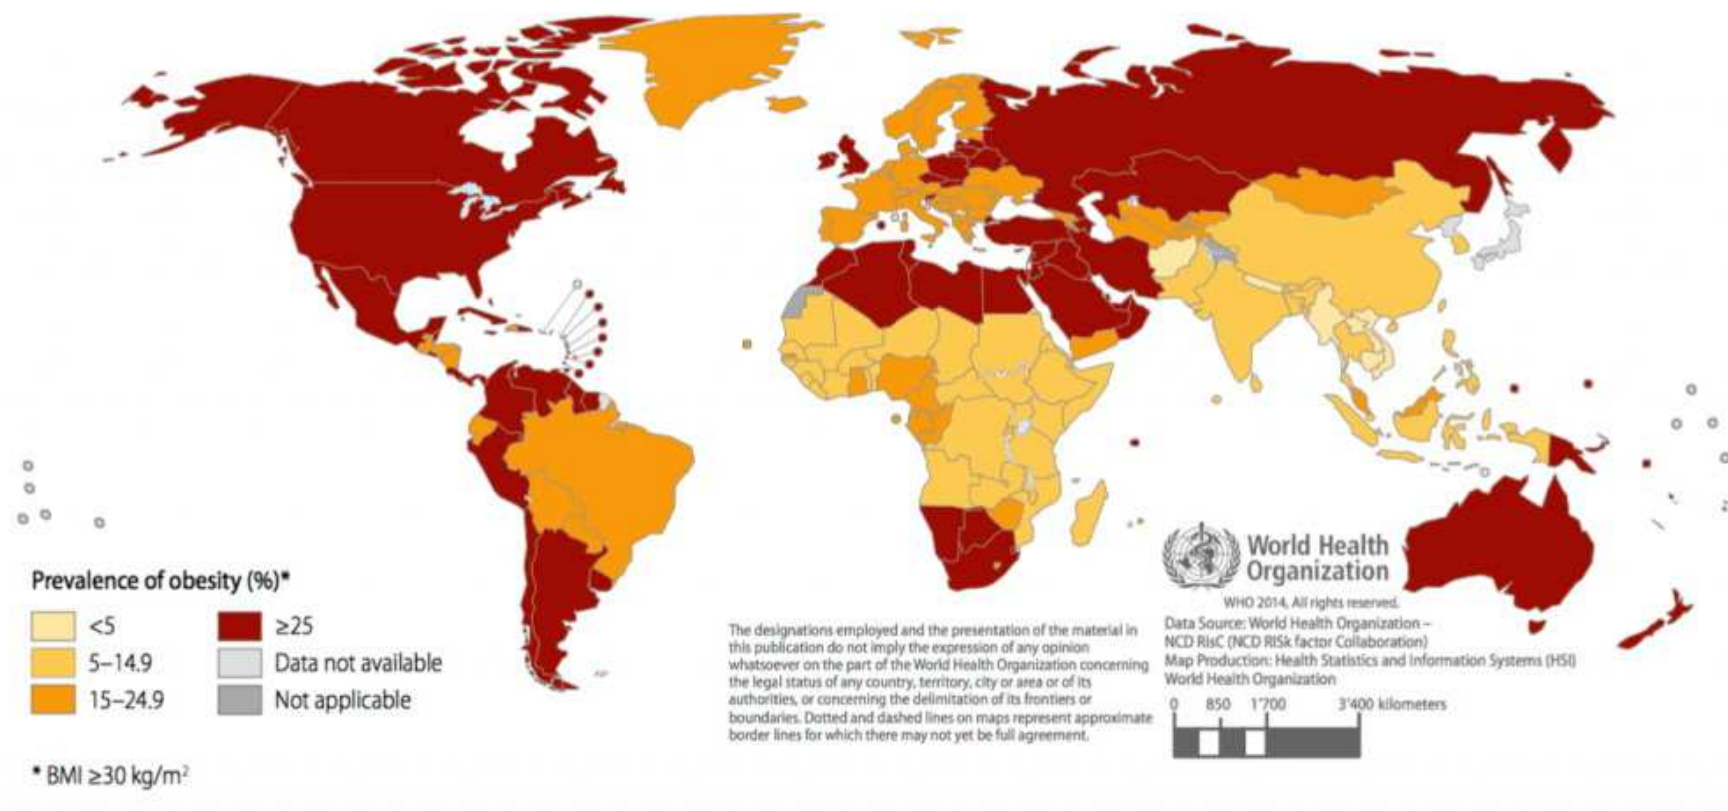 Prevalence of obesity (%)*
<5
5–14.9
15–24.9
≥25
Data not available
Not applicable
* BMI ≥30 kg/m²
The designations employed and the presentation of the material in
this publication do not imply the expression of any opinion
whatsoever on the part of the World Health Organization concerning
the legal status of any country, territory, city or area or of its
authorities, or concerning the delimitation of its frontiers or
boundaries. Dotted and dashed lines on maps represent approximate
border lines for which there may not yet be full agreement.
World Health
Organization
WHO 2014, All rights reserved.
Data Source: World Health Organization –
NCD RisC (NCD RISk factor Collaboration)
Map Production: Health Statistics and Information Systems (HSI)
World Health Organization
0 850 1'700 3'400 kilometers